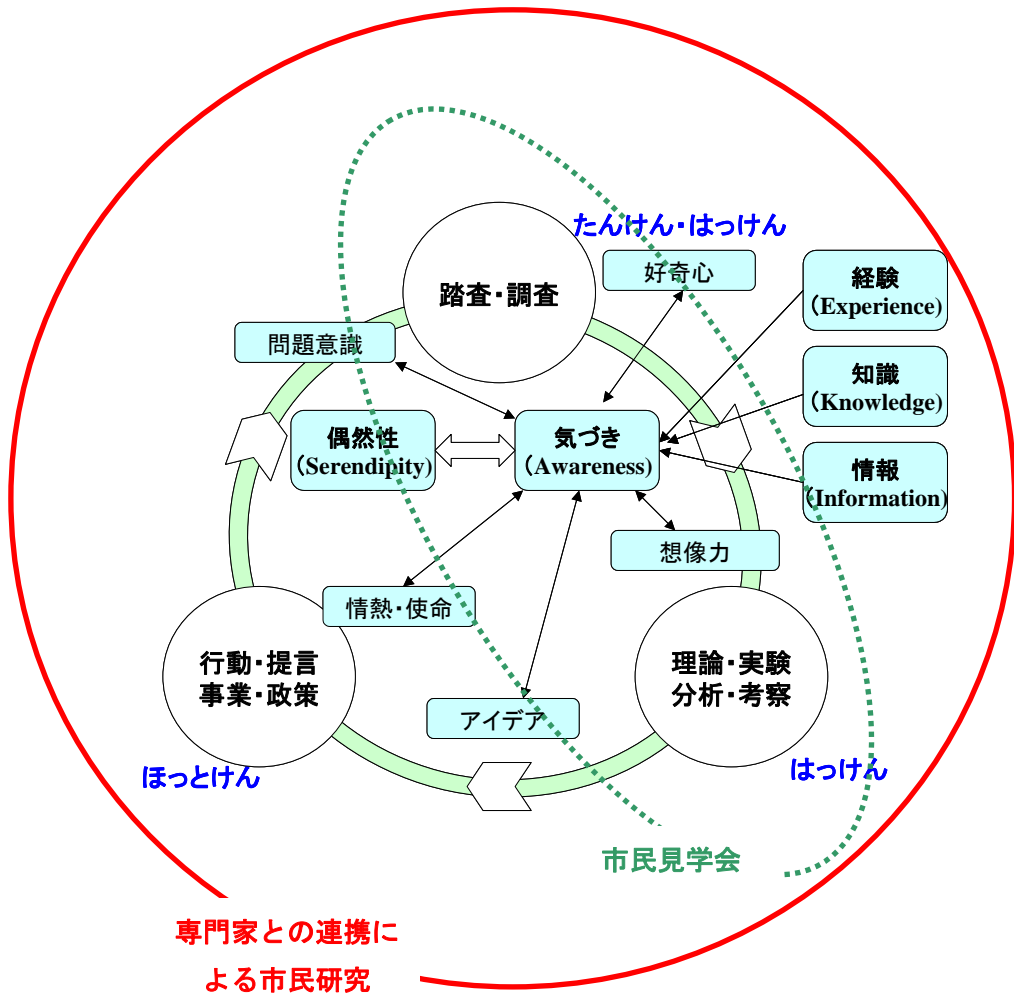 たんけん・はっけん
踏査・調査
好奇心
経験
（Experience)
問題意識
知識
（Knowledge)
偶然性
（Serendipity)
気づき
（Awareness)
情報
（Information)
想像力
情熱・使命
行動・提言
事業・政策
理論・実験
分析・考察
アイデア
ほっとけん
はっけん
市民見学会
専門家との連携に
よる市民研究